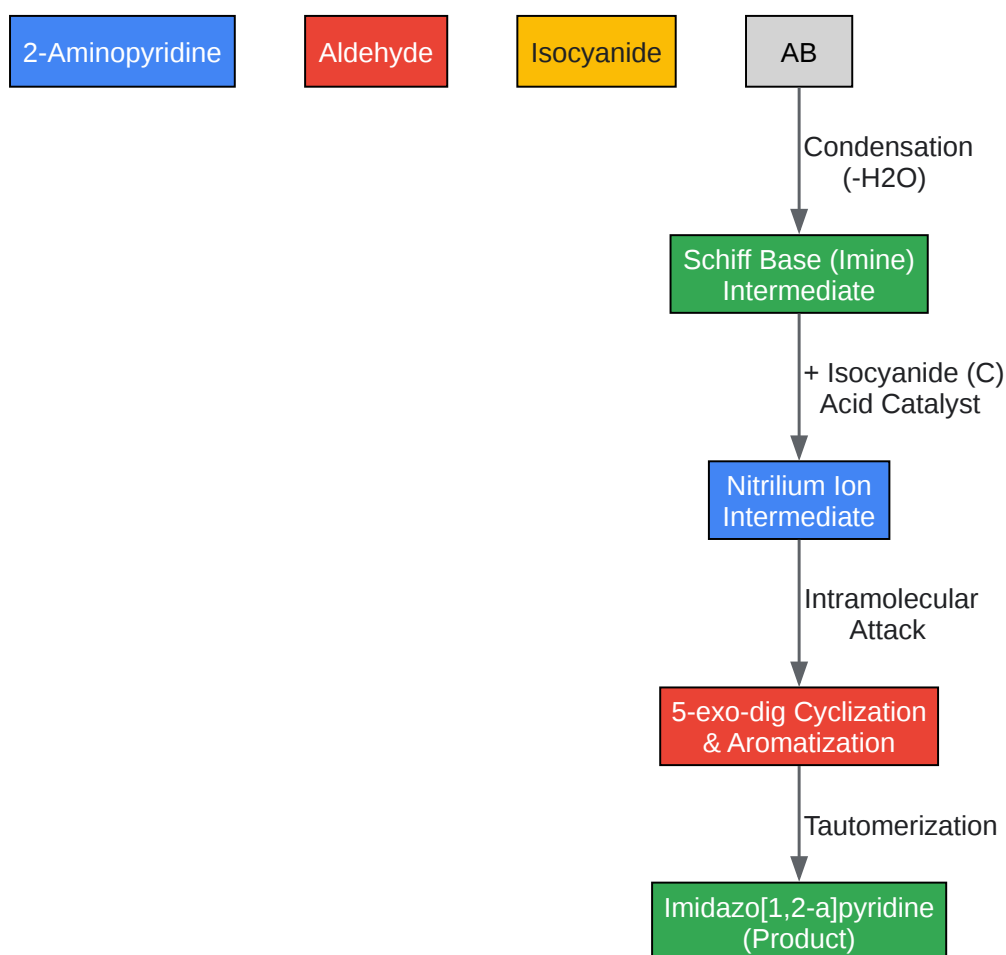 2-Aminopyridine
Aldehyde
Isocyanide
AB
Condensation
(-H2O)
Schiff Base (Imine)
Intermediate
+ Isocyanide (C)
Acid Catalyst
Nitrilium Ion
Intermediate
Intramolecular
Attack
5-exo-dig Cyclization
& Aromatization
Tautomerization
Imidazo[1,2-a]pyridine
(Product)